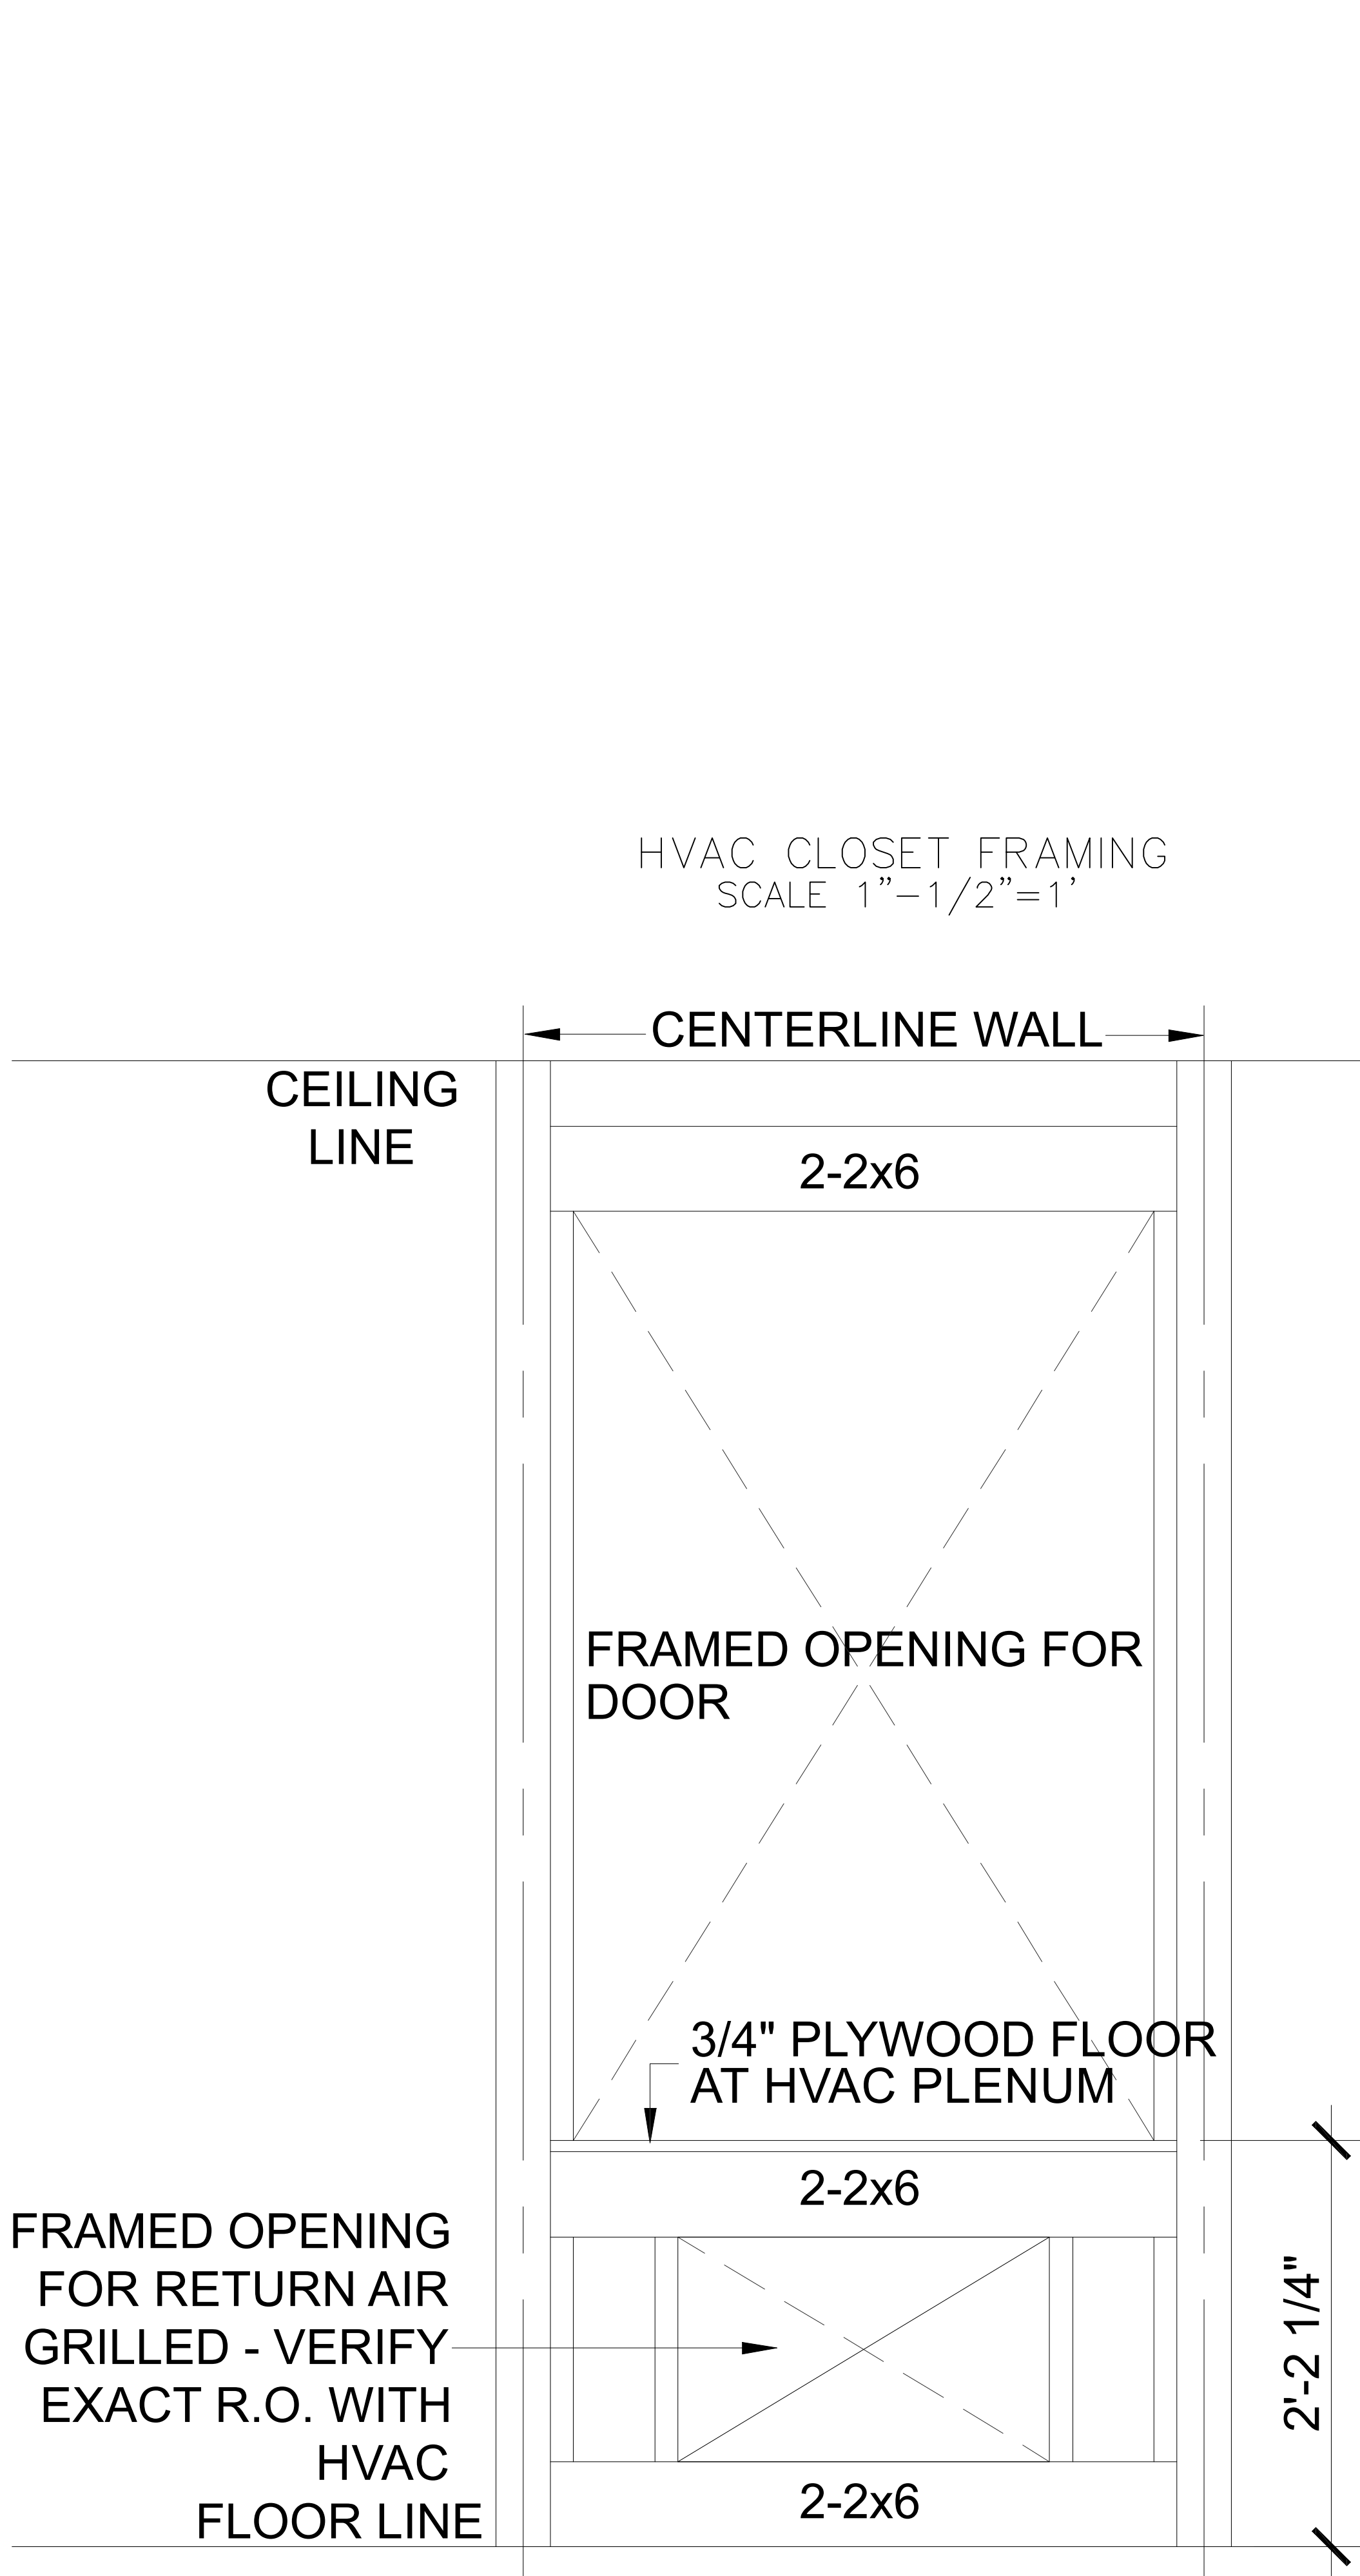 HVAC CLOSET FRAMING
SCALE 1"-1/2"=1'
CENTERLINE WALL
CEILING
LINE
2-2x6
FRAMED OPENING FOR
DOOR
3/4" PLYWOOD FLOOR
AT HVAC PLENUM
2-2x6
FRAMED OPENING
FOR RETURN AIR
GRILLED - VERIFY
EXACT R.O. WITH
HVAC
FLOOR LINE
2'-2 1/4"
2-2x6